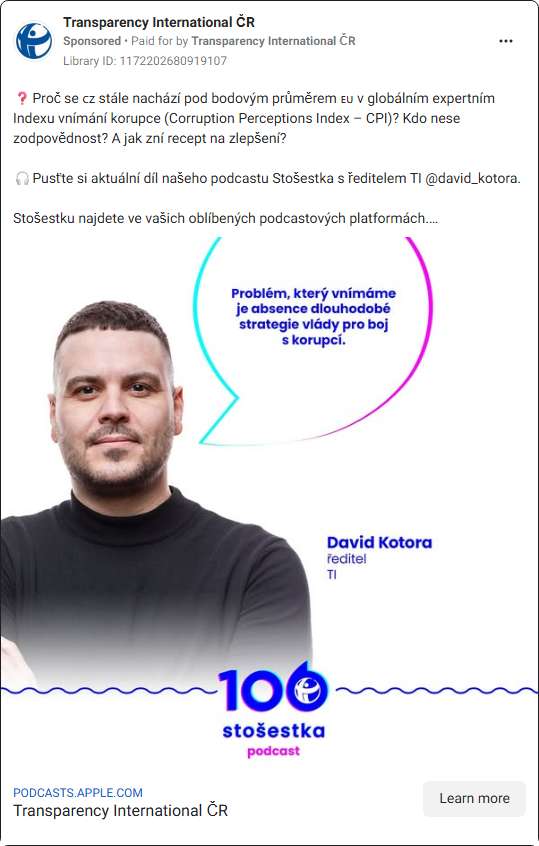 Transparency International ČR
Sponsored • Paid for by Transparency International ČR
Library ID: 1172202680919107
❓ Proč se ᴄᴢ stále nachází pod bodovým průměrem ᴇᴜ v globálním expertním
Indexu vnímání korupce (Corruption Perceptions Index – CPI)? Kdo nese
zodpovědnost? A jak zní recept na zlepšení?
🎧 Pusťte si aktuální díl našeho podcastu Stošestka s ředitelem TI @david_kotora.
Stošestku najdete ve vašich oblíbených podcastových platformách....
Problém, který vnímáme
je absence dlouhodobé
strategie vlády pro boj
s korupcí.
David Kotora
ředitel
TI
106
stošestka
podcast
PODCASTS.APPLE.COM
Transparency International ČR
Learn more